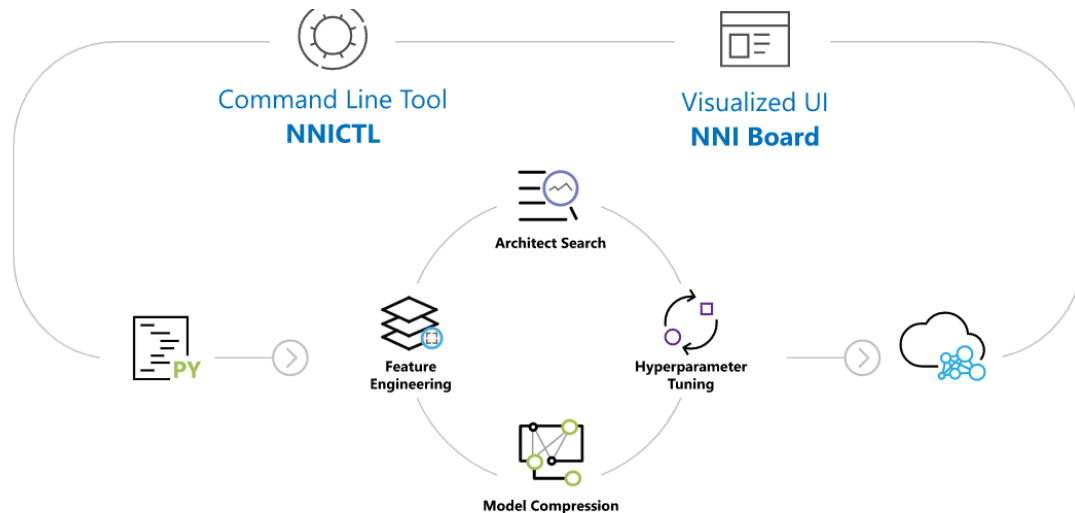 Command Line Tool
NNICTL
Visualized UI
NNI Board
Architect Search
PY
Feature
Engineering
Hyperparameter
Tuning
Model Compression